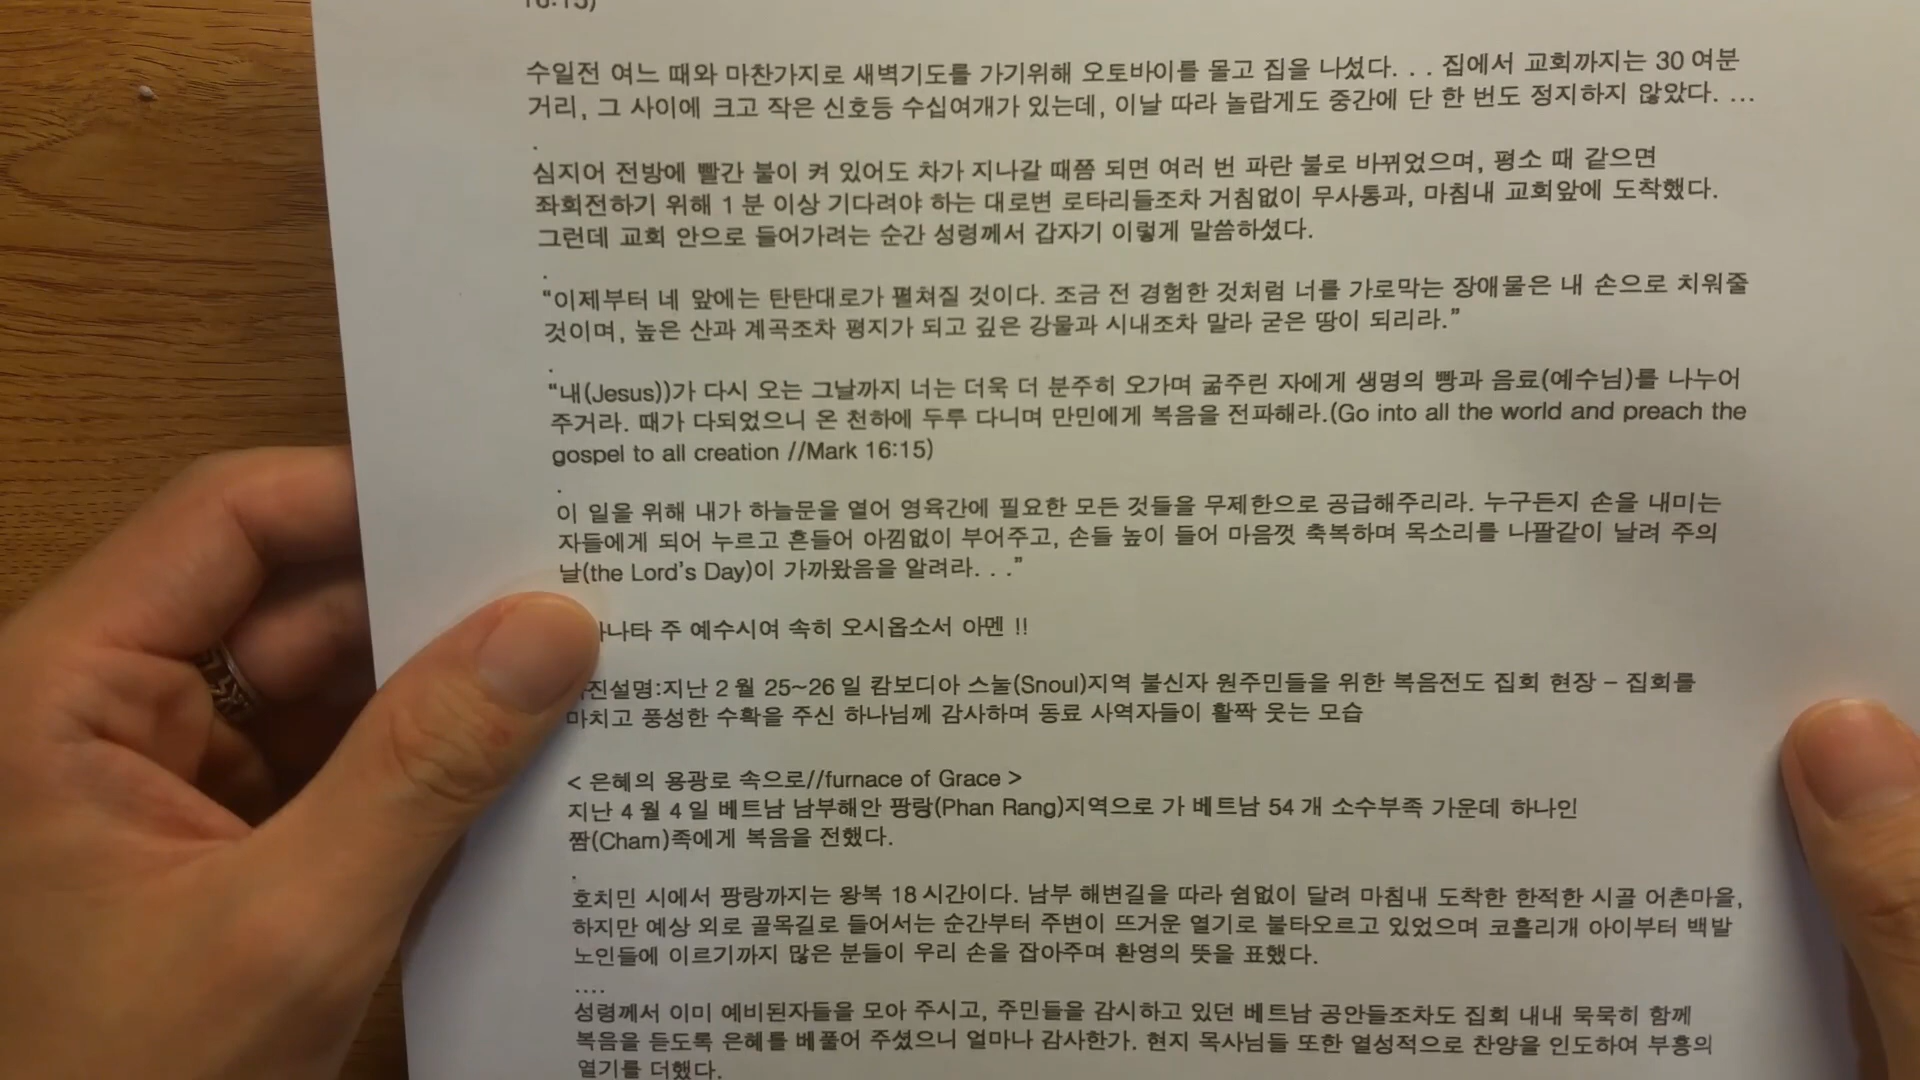 16:15)
수일전 여느 때와 마찬가지로 새벽기도를 가기위해 오토바이를 몰고 집을 나섰다. . . 집에서 교회까지는 30 여분
거리, 그 사이에 크고 작은 신호등 수십여개가 있는데, 이날 따라 놀랍게도 중간에 단 한 번도 정지하지 않았다. ...
.
심지어 전방에 빨간 불이 켜 있어도 차가 지나갈 때쯤 되면 여러 번 파란 불로 바뀌었으며, 평소 때 같으면
좌회전하기 위해 1 분 이상 기다려야 하는 대로변 로타리들조차 거침없이 무사통과, 마침내 교회앞에 도착했다.
그런데 교회 안으로 들어가려는 순간 성령께서 갑자기 이렇게 말씀하셨다.
.
“이제부터 네 앞에는 탄탄대로가 펼쳐질 것이다. 조금 전 경험한 것처럼 너를 가로막는 장애물은 내 손으로 치워줄
것이며, 높은 산과 계곡조차 평지가 되고 깊은 강물과 시내조차 말라 굳은 땅이 되리라.”
.
“내(Jesus))가 다시 오는 그날까지 너는 더욱 더 분주히 오가며 굶주린 자에게 생명의 빵과 음료(예수님)를 나누어
주거라. 때가 다되었으니 온 천하에 두루 다니며 만민에게 복음을 전파해라.(Go into all the world and preach the
gospel to all creation //Mark 16:15)
.
이 일을 위해 내가 하늘문을 열어 영육간에 필요한 모든 것들을 무제한으로 공급해주리라. 누구든지 손을 내미는
자들에게 되어 누르고 흔들어 아낌없이 부어주고, 손들 높이 들어 마음껏 축복하며 목소리를 나팔같이 날려 주의
날(the Lord’s Day)이 가까왔음을 알려라. . .”
나타 주 예수시여 속히 오시옵소서 아멘 !!
진설명:지난 2 월 25~26 일 캄보디아 스눌(Snoul)지역 불신자 원주민들을 위한 복음전도 집회 현장 – 집회를
마치고 풍성한 수확을 주신 하나님께 감사하며 동료 사역자들이 활짝 웃는 모습
< 은혜의 용광로 속으로//furnace of Grace >
지난 4 월 4 일 베트남 남부해안 팡랑(Phan Rang)지역으로 가 베트남 54 개 소수부족 가운데 하나인
짬(Cham)족에게 복음을 전했다.
.
호치민 시에서 팡랑까지는 왕복 18 시간이다. 남부 해변길을 따라 쉼없이 달려 마침내 도착한 한적한 시골 어촌마을,
하지만 예상 외로 골목길로 들어서는 순간부터 주변이 뜨거운 열기로 불타오르고 있었으며 코흘리개 아이부터 백발
노인들에 이르기까지 많은 분들이 우리 손을 잡아주며 환영의 뜻을 표했다.
....
성령께서 이미 예비된자들을 모아 주시고, 주민들을 감시하고 있던 베트남 공안들조차도 집회 내내 묵묵히 함께
복음을 듣도록 은혜를 베풀어 주셨으니 얼마나 감사한가. 현지 목사님들 또한 열성적으로 찬양을 인도하여 부흥의
열기를 더했다.